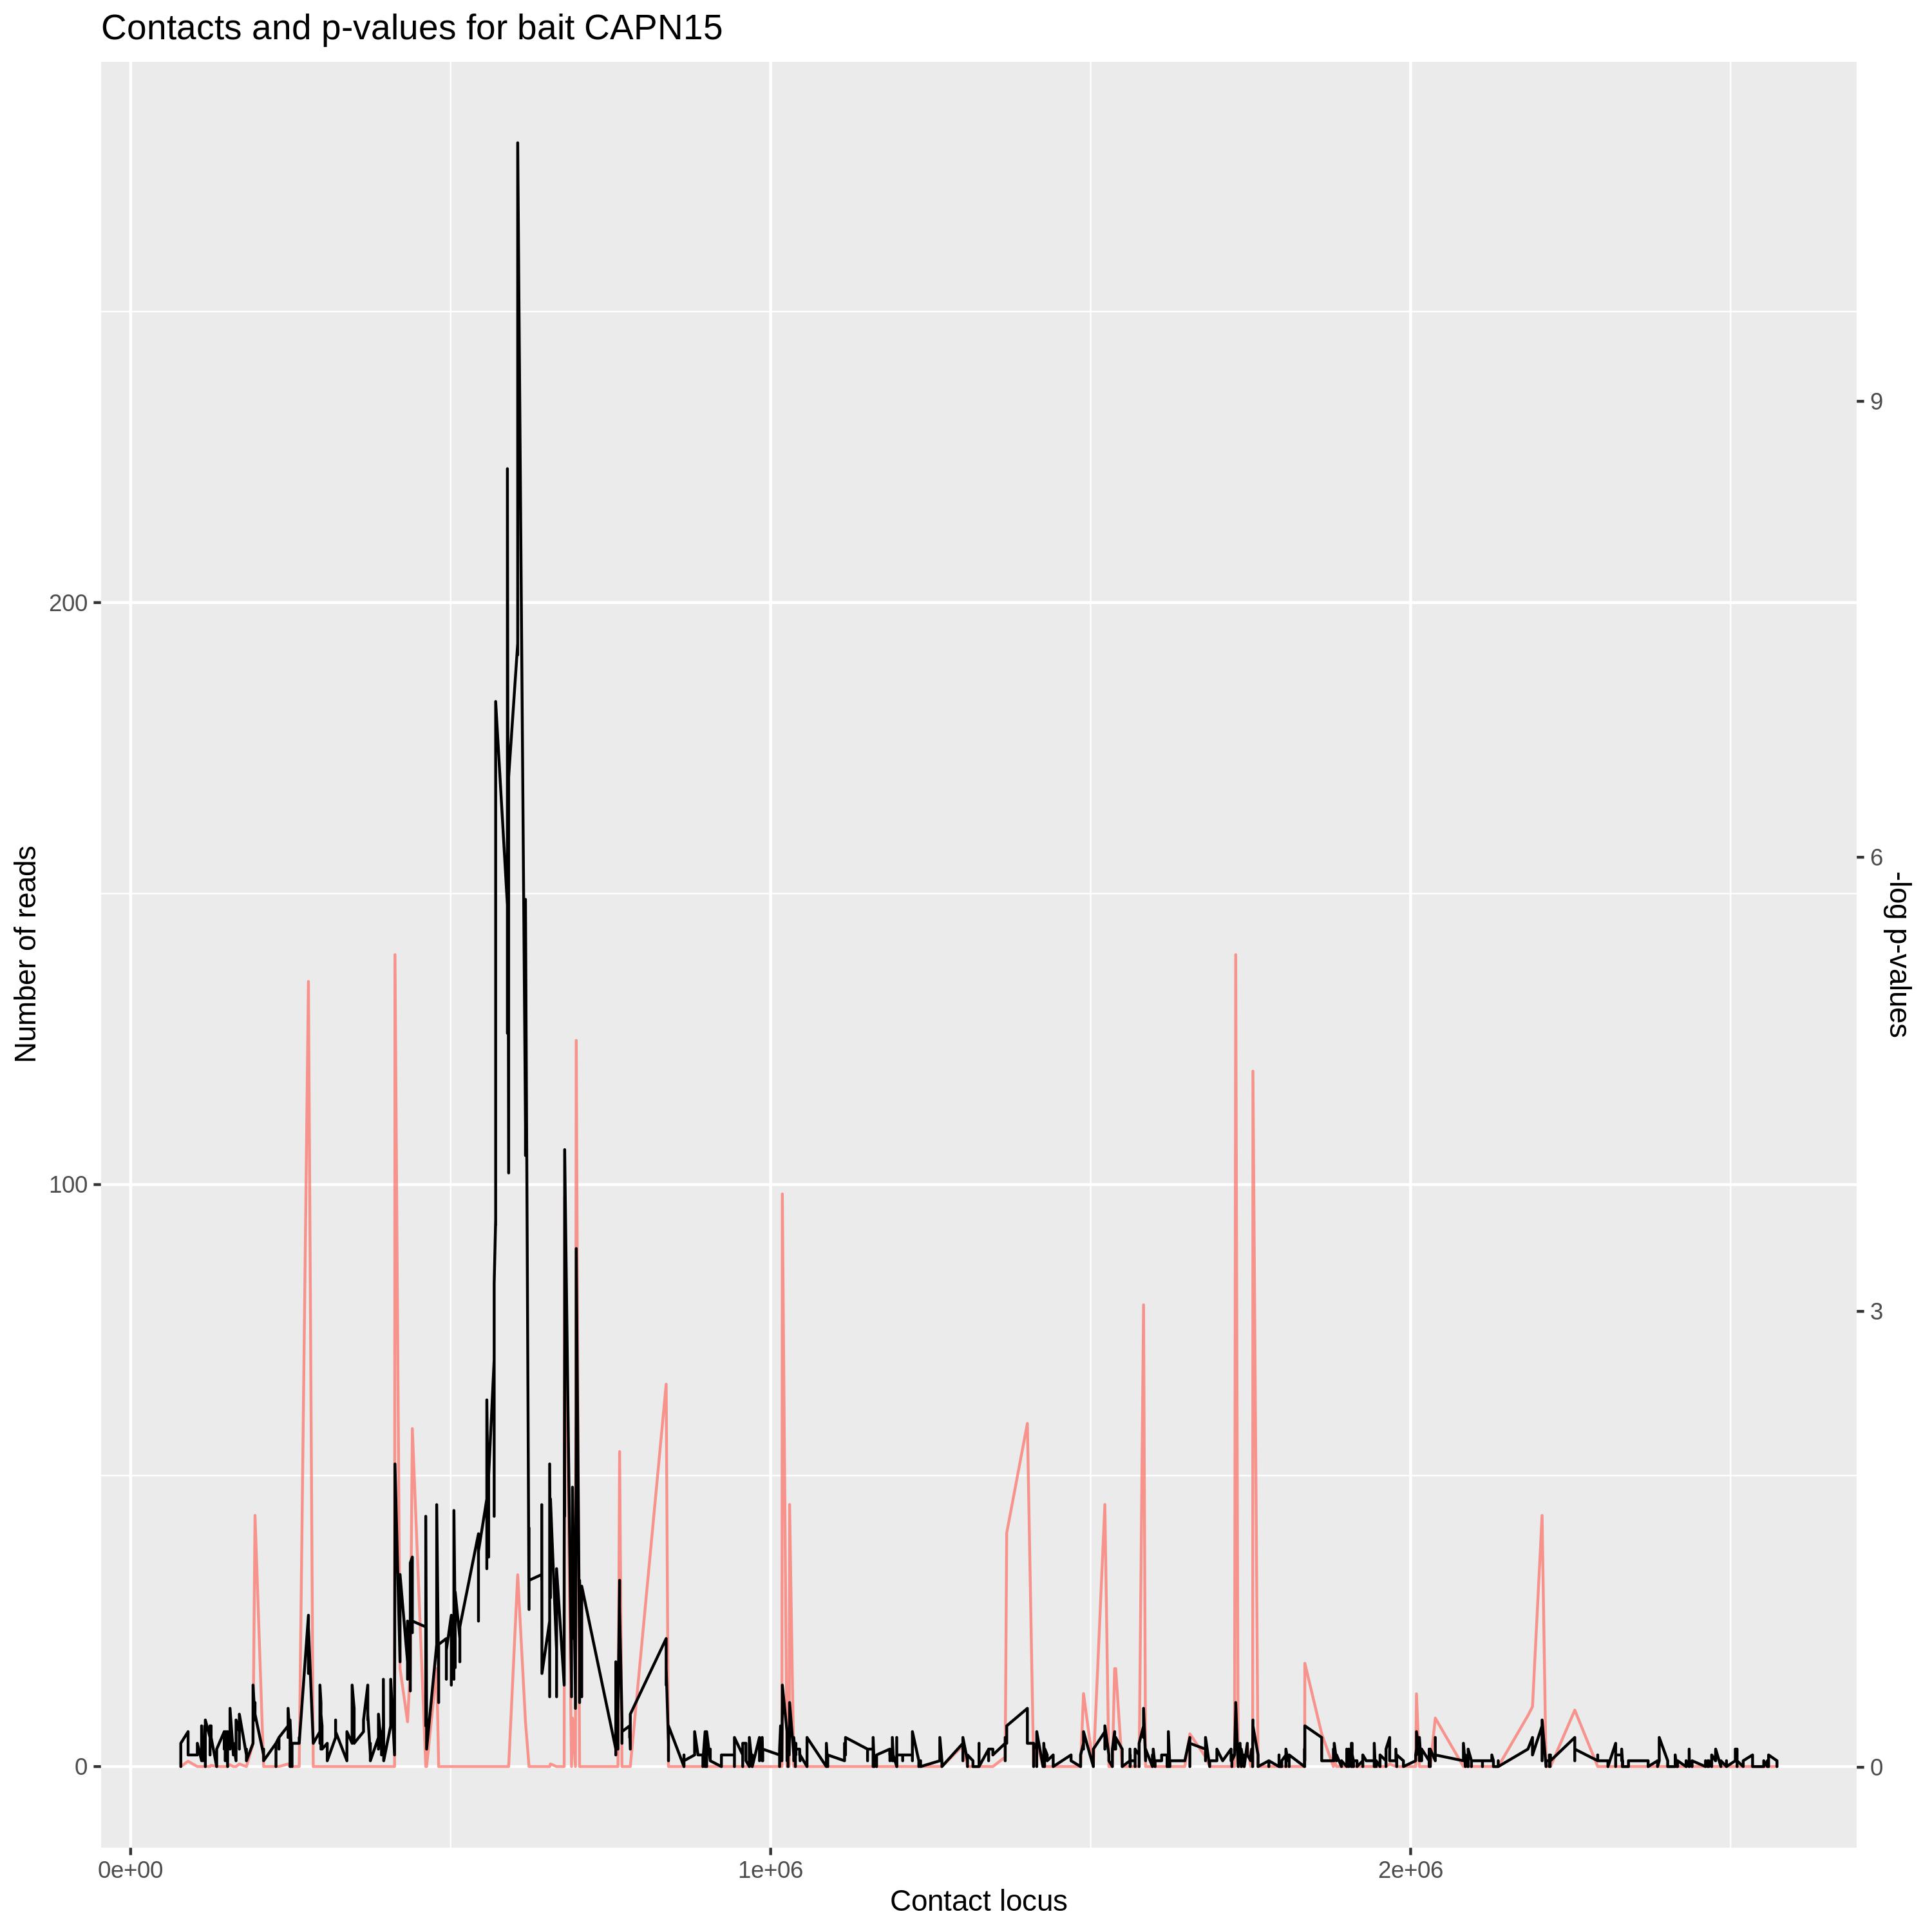 Contacts and p-values for bait CAPN15
Number of reads
200
100
0
9
6
3
0
-log p-values
0e+00
1e+06
2e+06
Contact locus